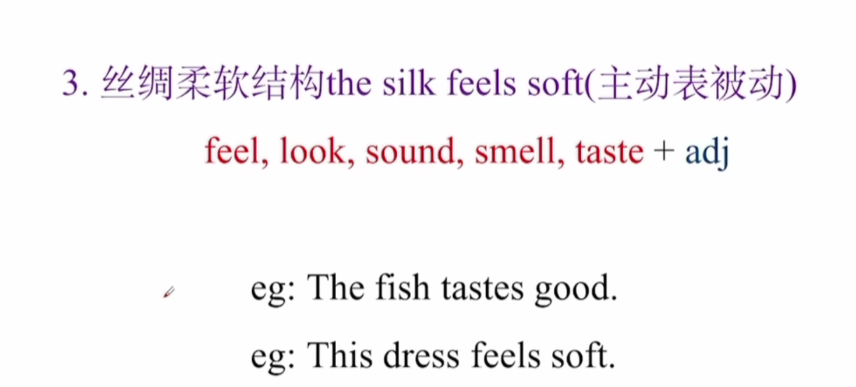 3. 丝绸柔软结构the silk feels soft(主动表被动)
feel, look, sound, smell, taste + adj
eg: The fish tastes good.
eg: This dress feels soft.